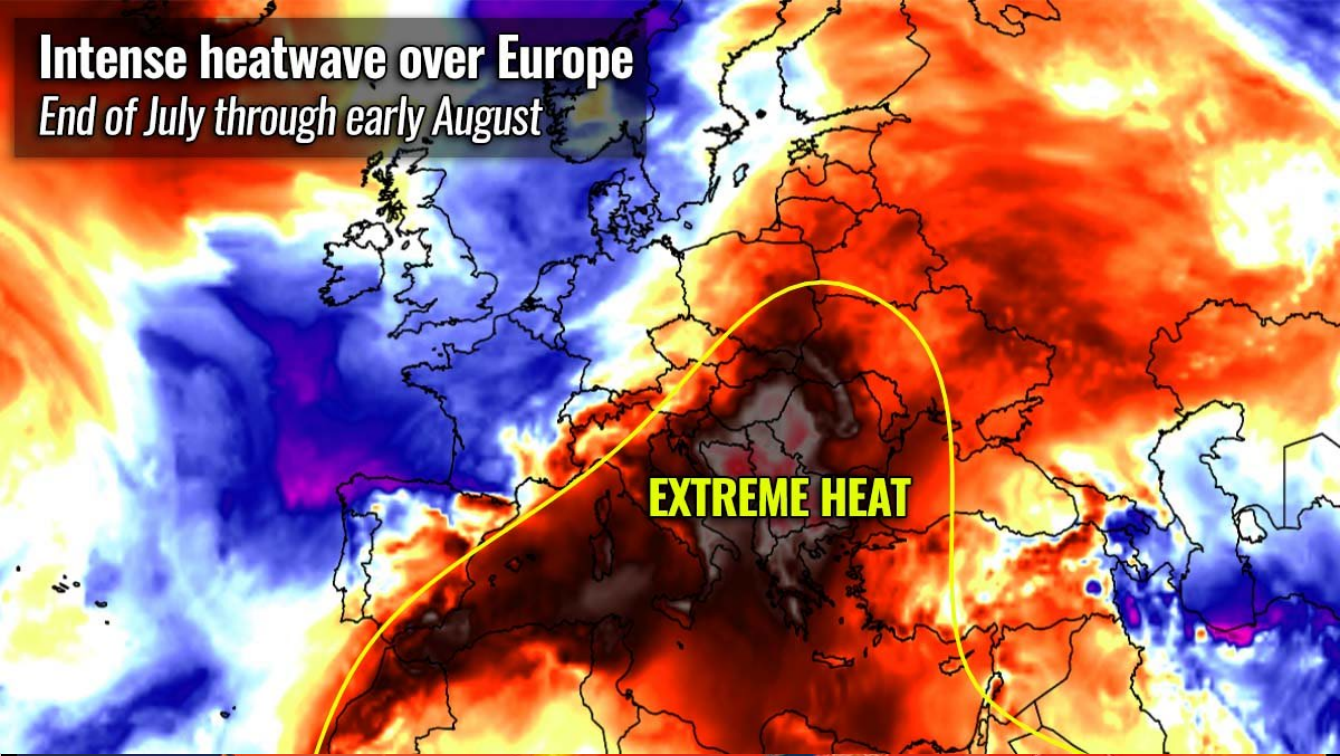 Intense heatwave over Europe
End of July through early August
EXTREME HEAT